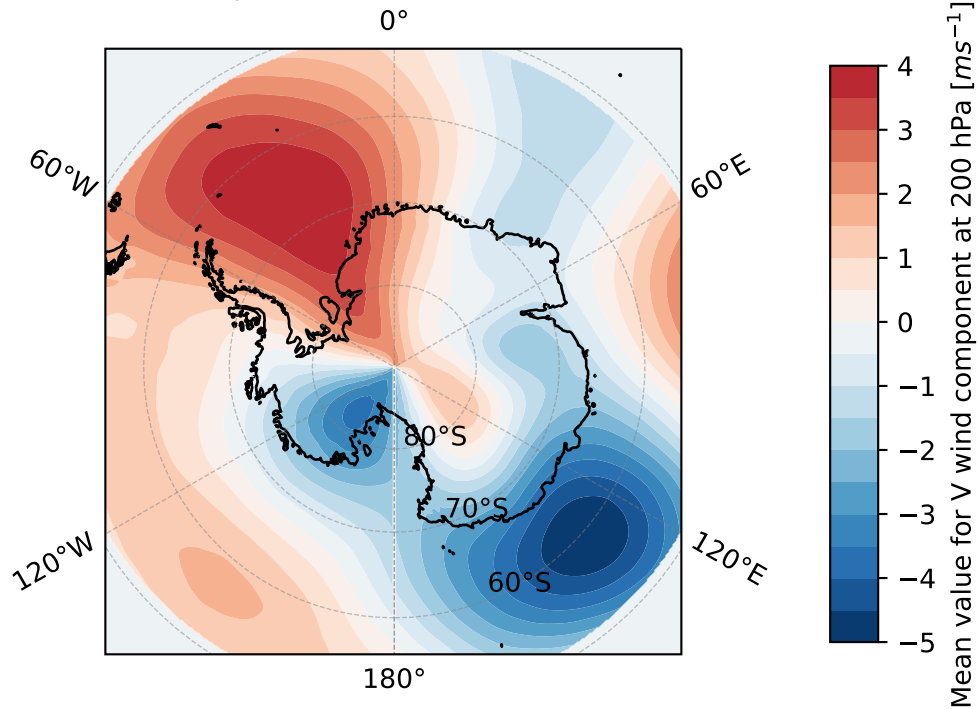 0°
60°W
60°E
120°W
120°E
180°
80°S
70°S
60°S
4
3
2
1
0
−1
−2
−3
−4
−5
Mean value for V wind component at 200 hPa [ms⁻¹]